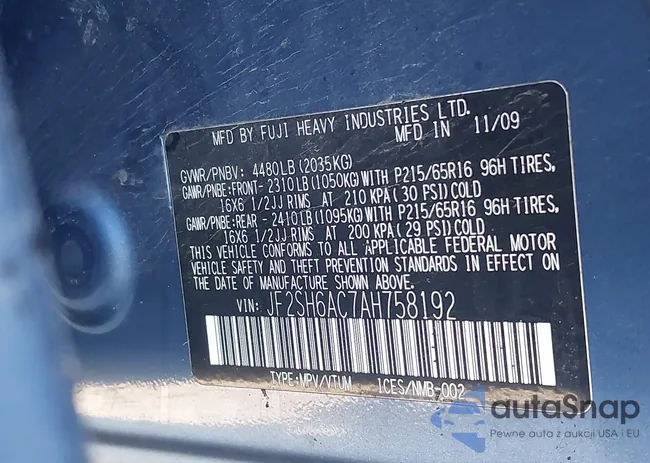 MFD BY FUJI HEAVY INDUSTRIES LTD.
MFD IN 11/09
GVWR/PNBV: 4480LB (2035KG)
GAWR/PNBE:FRONT- 2310LB(1050KG)WITH P215/65R16 96H TIRES,
16X6 1/2JJ RIMS AT 210 KPA (30 PSI)COLD
GAWR/PNBE:REAR - 2410LB(1095KG)WITH P215/65R16 96H TIRES,
16X6 1/2JJ RIMS AT 200 KPA (29 PSI)COLD
THIS VEHICLE CONFORMS TO ALL APPLICABLE FEDERAL MOTOR
VEHICLE SAFETY AND THEFT PREVENTION STANDARDS IN EFFECT ON
THE DATE OF MANUFACTURE SHOWN ABOVE.
VIN: JF2SH6AC7AH758192
TYPE:MPV/VTUM ICES/NMB-002
autoSnap
Pewne auta z aukcji USA i EU